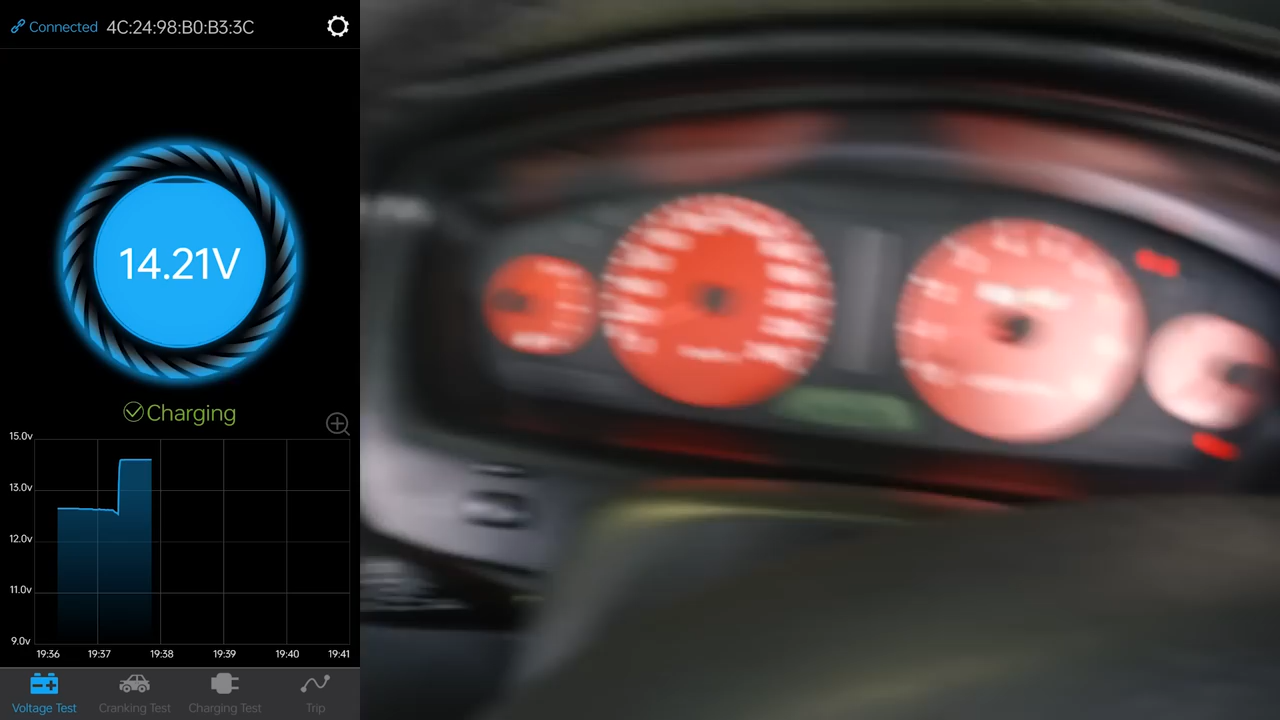 Connected 4C:24:98:B0:B3:3C
14.21V
Charging
15.0v
13.0v
12.0v
11.0v
9.0v
19:36 19:37 19:38 19:39 19:40 19:41
Voltage Test Cranking Test Charging Test Trip